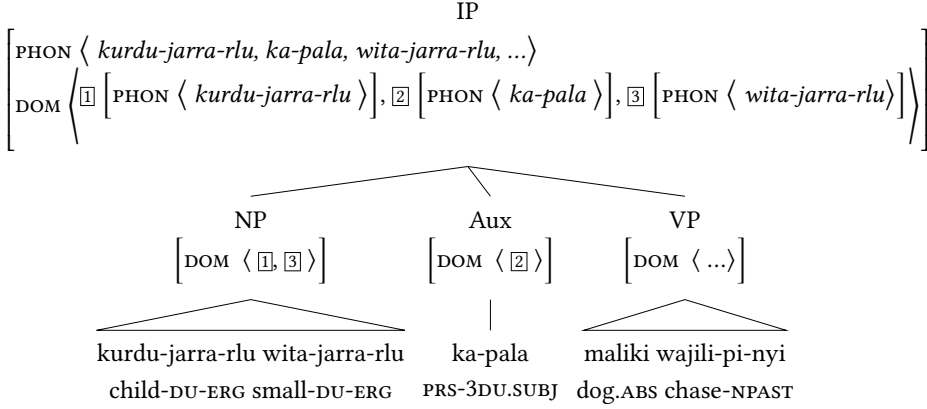 IP
PHON ⟨ kurdu-jarra-rlu, ka-pala, wita-jarra-rlu, …⟩
DOM ⟨ 1 [PHON ⟨ kurdu-jarra-rlu ⟩], 2 [PHON ⟨ ka-pala ⟩], 3 [PHON ⟨ wita-jarra-rlu⟩] ⟩
NP Aux VP
[DOM ⟨ 1, 3 ⟩] [DOM ⟨ 2 ⟩] [DOM ⟨ …⟩]
kurdu-jarra-rlu wita-jarra-rlu ka-pala maliki wajili-pi-nyi
child-DU-ERG small-DU-ERG PRS-3DU.SUBJ dog.ABS chase-NPAST